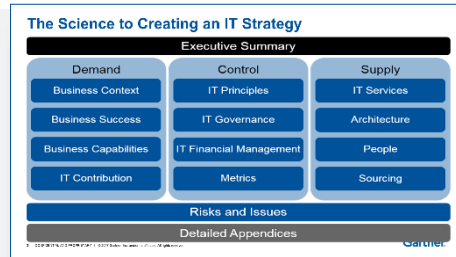 The Science to Creating an IT Strategy
Executive Summary
Demand
Business Context
Business Success
Business Capabilities
IT Contribution
Control
IT Principles
IT Governance
IT Financial Management
Metrics
Supply
IT Services
Architecture
People
Sourcing
Risks and Issues
Detailed Appendices
Gartner